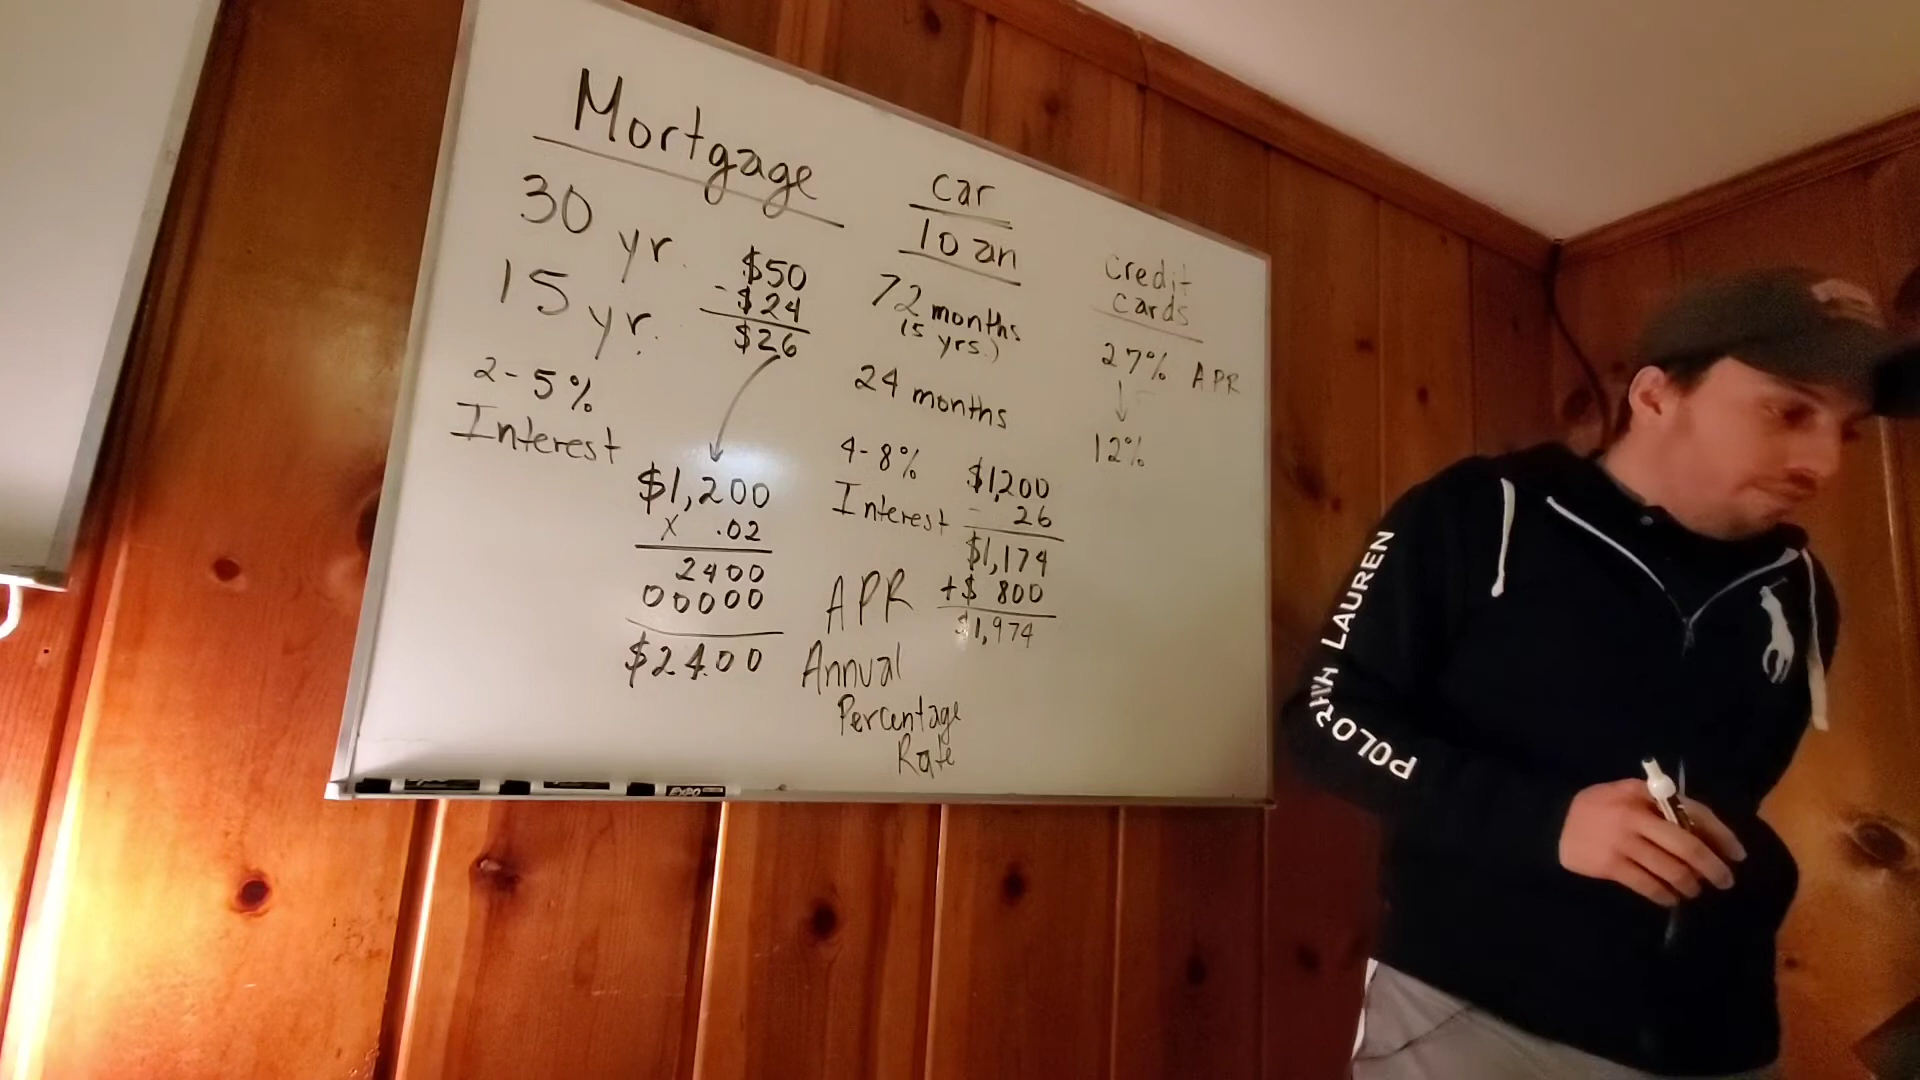 Mortgage
30 yr.
15 yr.
2-5%
Interest
$50
- $24
$26
$1,200
x .02
2400
00000
$24.00
car
loan
72 months
(5 yrs.)
24 months
4-8%
Interest
APR
Annual
Percentage
Rate
$1,200
- 26
$1,174
+$ 800
$1,974
credit
cards
27% APR
12%
EXPO
POLO RALPH LAUREN